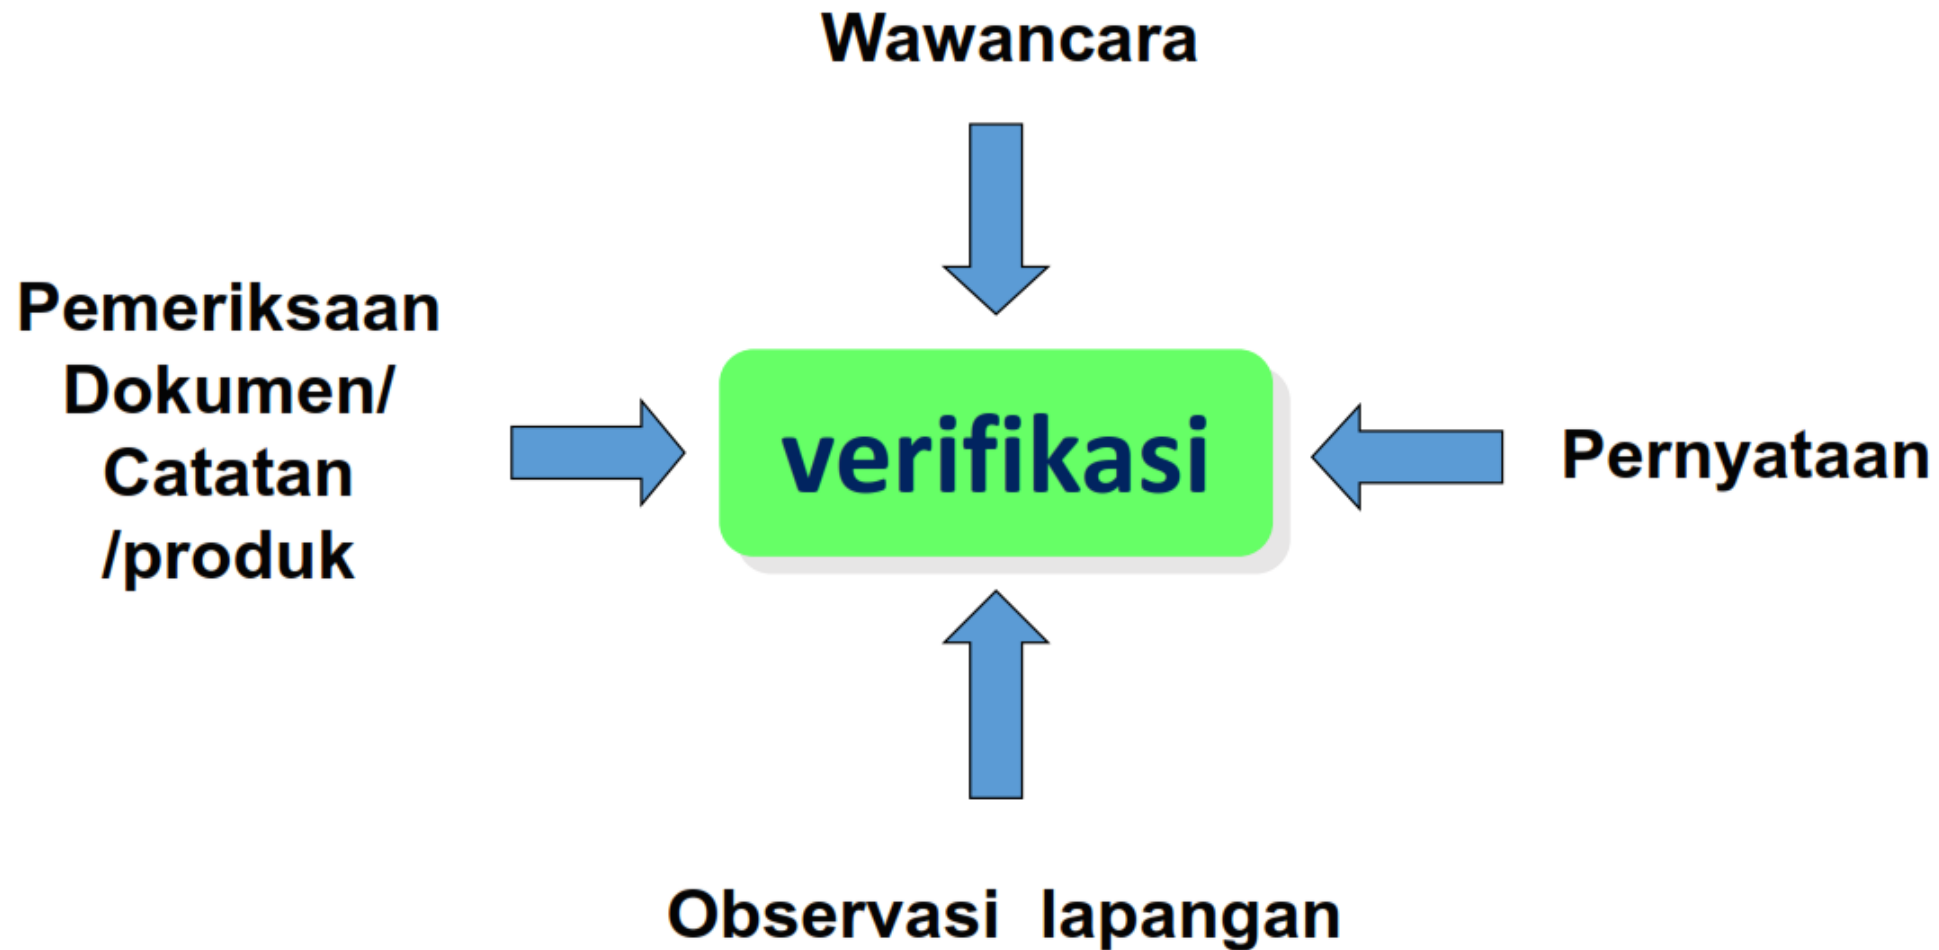 Wawancara
Pemeriksaan
Dokumen/
Catatan
/produk
verifikasi
Pernyataan
Observasi lapangan